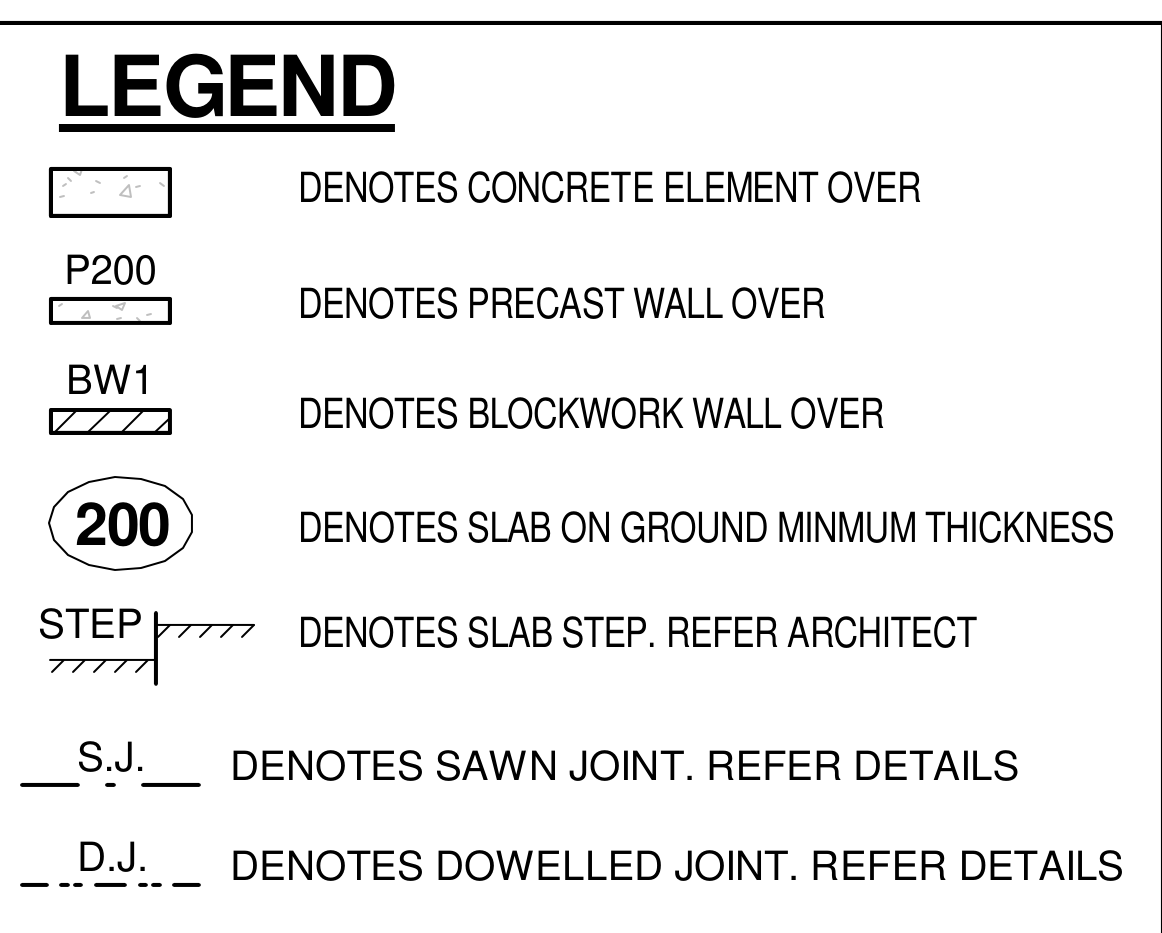 LEGEND
DENOTES CONCRETE ELEMENT OVER
P200
DENOTES PRECAST WALL OVER
BW1
DENOTES BLOCKWORK WALL OVER
200
DENOTES SLAB ON GROUND MINMUM THICKNESS
STEP
DENOTES SLAB STEP. REFER ARCHITECT
S.J.
DENOTES SAWN JOINT. REFER DETAILS
D.J.
DENOTES DOWELLED JOINT. REFER DETAILS